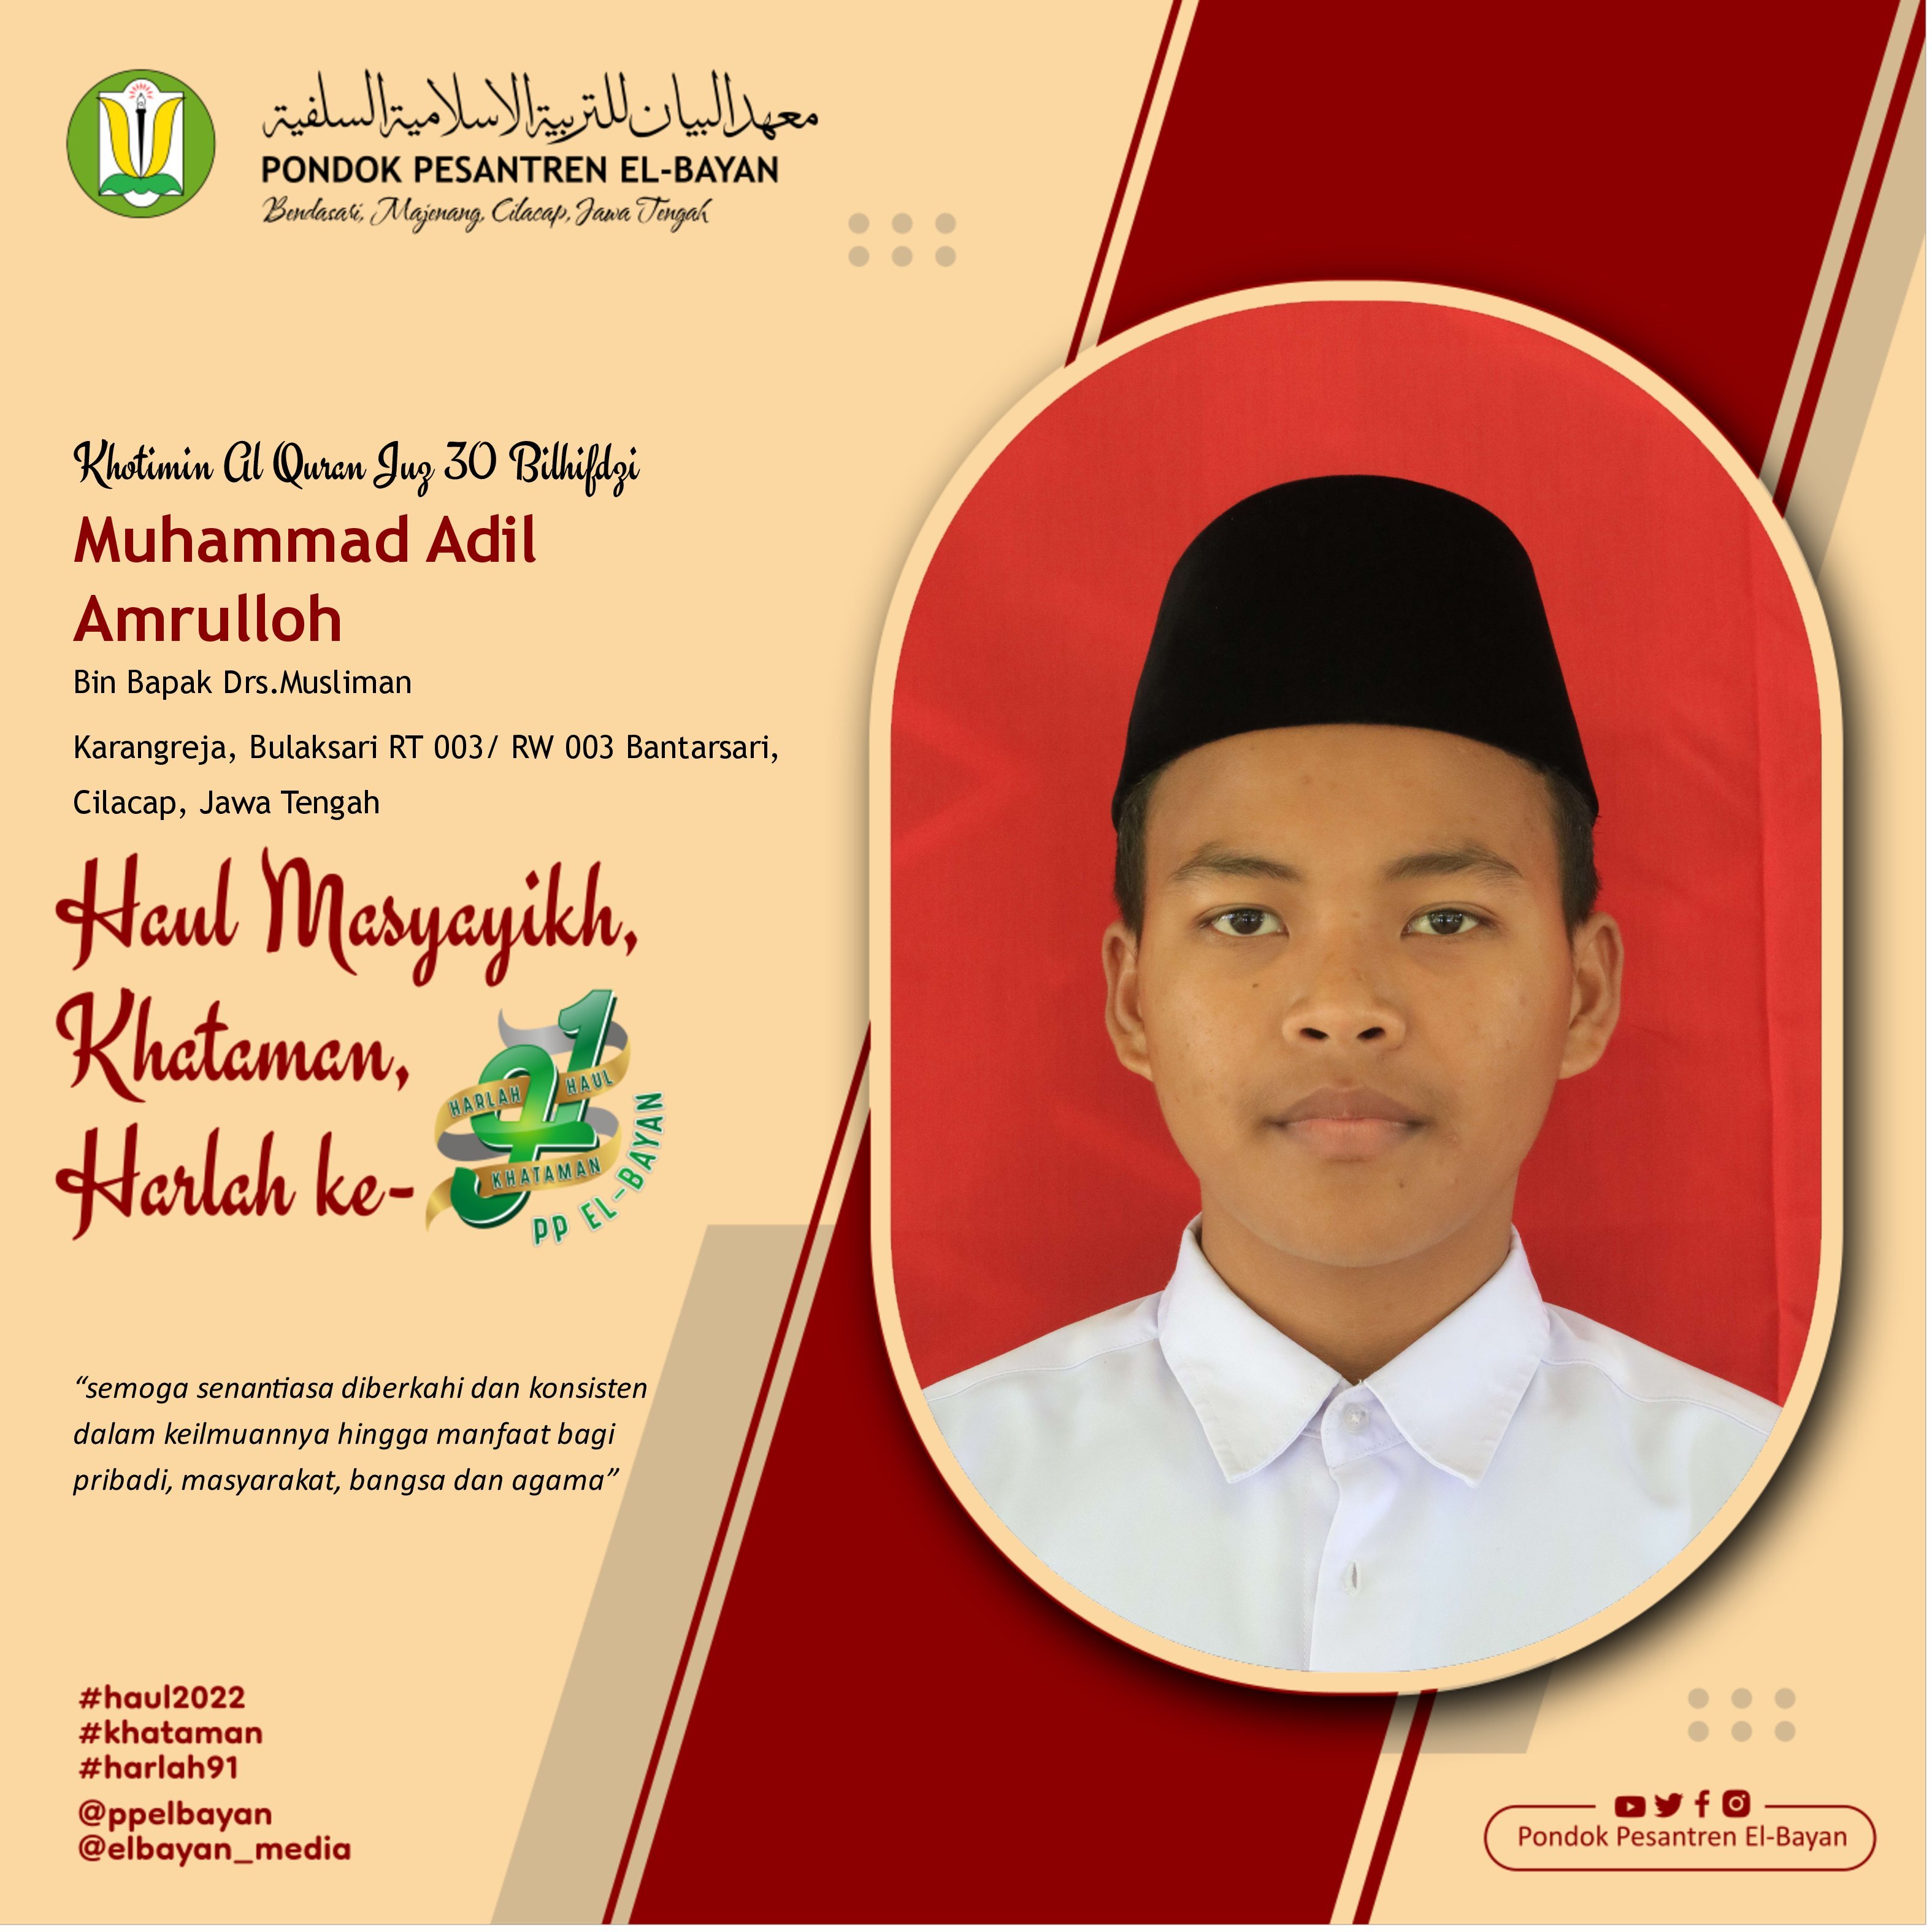 معهد البيان للتربية الاسلامية السلفية
PONDOK PESANTREN EL-BAYAN
Bendasari, Majenang, Cilacap, Jawa Tengah
Khotimin Al Quran Juz 30 Bilhifdzi
Muhammad Adil
Amrulloh
Bin Bapak Drs.Musliman
Karangreja, Bulaksari RT 003/ RW 003 Bantarsari,
Cilacap, Jawa Tengah
Haul Masyayikh,
Khataman,
Harlah ke-
91
HARLAH HAUL
KHATAMAN
PP EL-BAYAN
“semoga senantiasa diberkahi dan konsisten
dalam keilmuannya hingga manfaat bagi
pribadi, masyarakat, bangsa dan agama”
#haul2022
#khataman
#harlah91
@ppelbayan
@elbayan_media
Pondok Pesantren El-Bayan